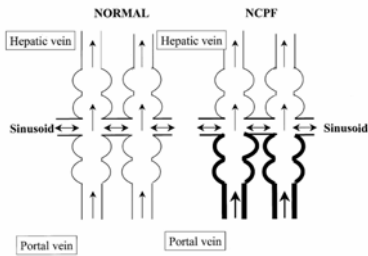 NORMAL NCPF
Hepatic vein Hepatic vein
Sinusoid Sinusoid
Portal vein Portal vein